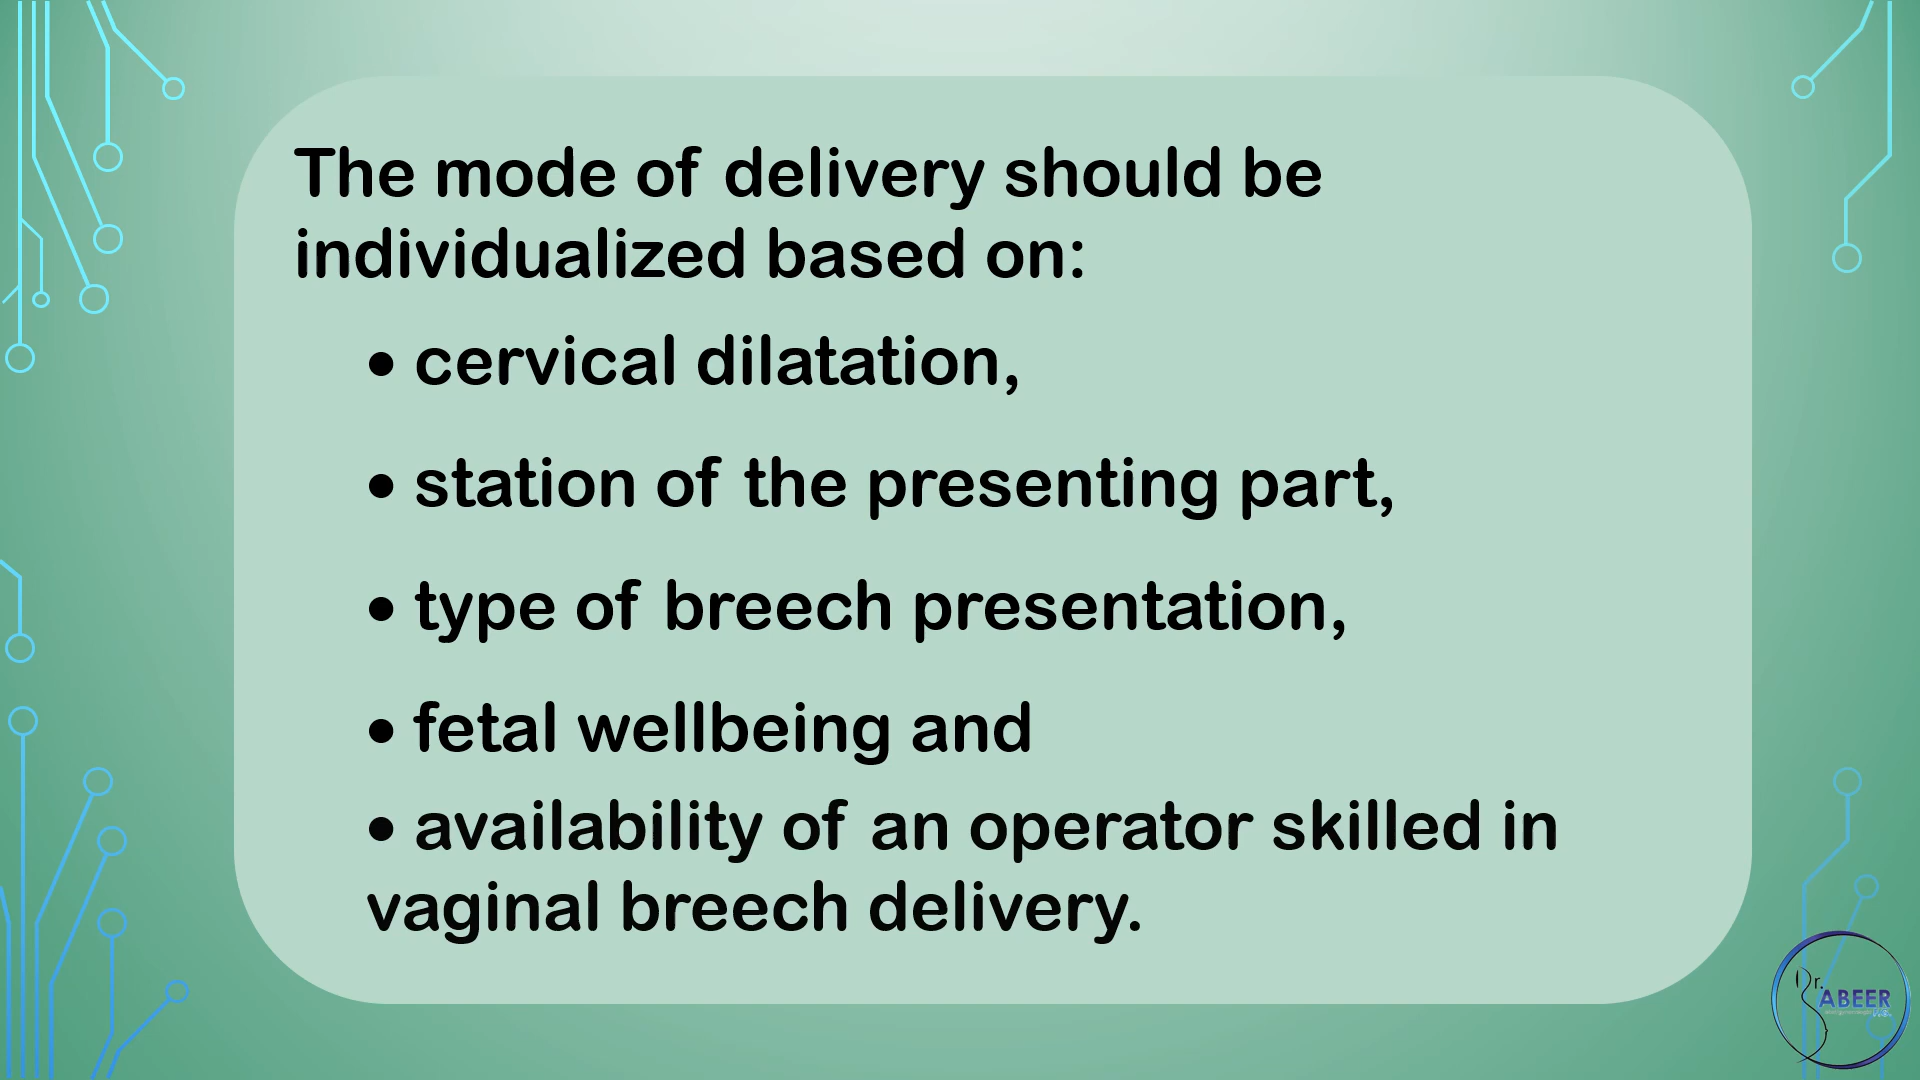 The mode of delivery should be
individualized based on:
• cervical dilatation,
• station of the presenting part,
• type of breech presentation,
• fetal wellbeing and
• availability of an operator skilled in
vaginal breech delivery.
Dr.
ABEER